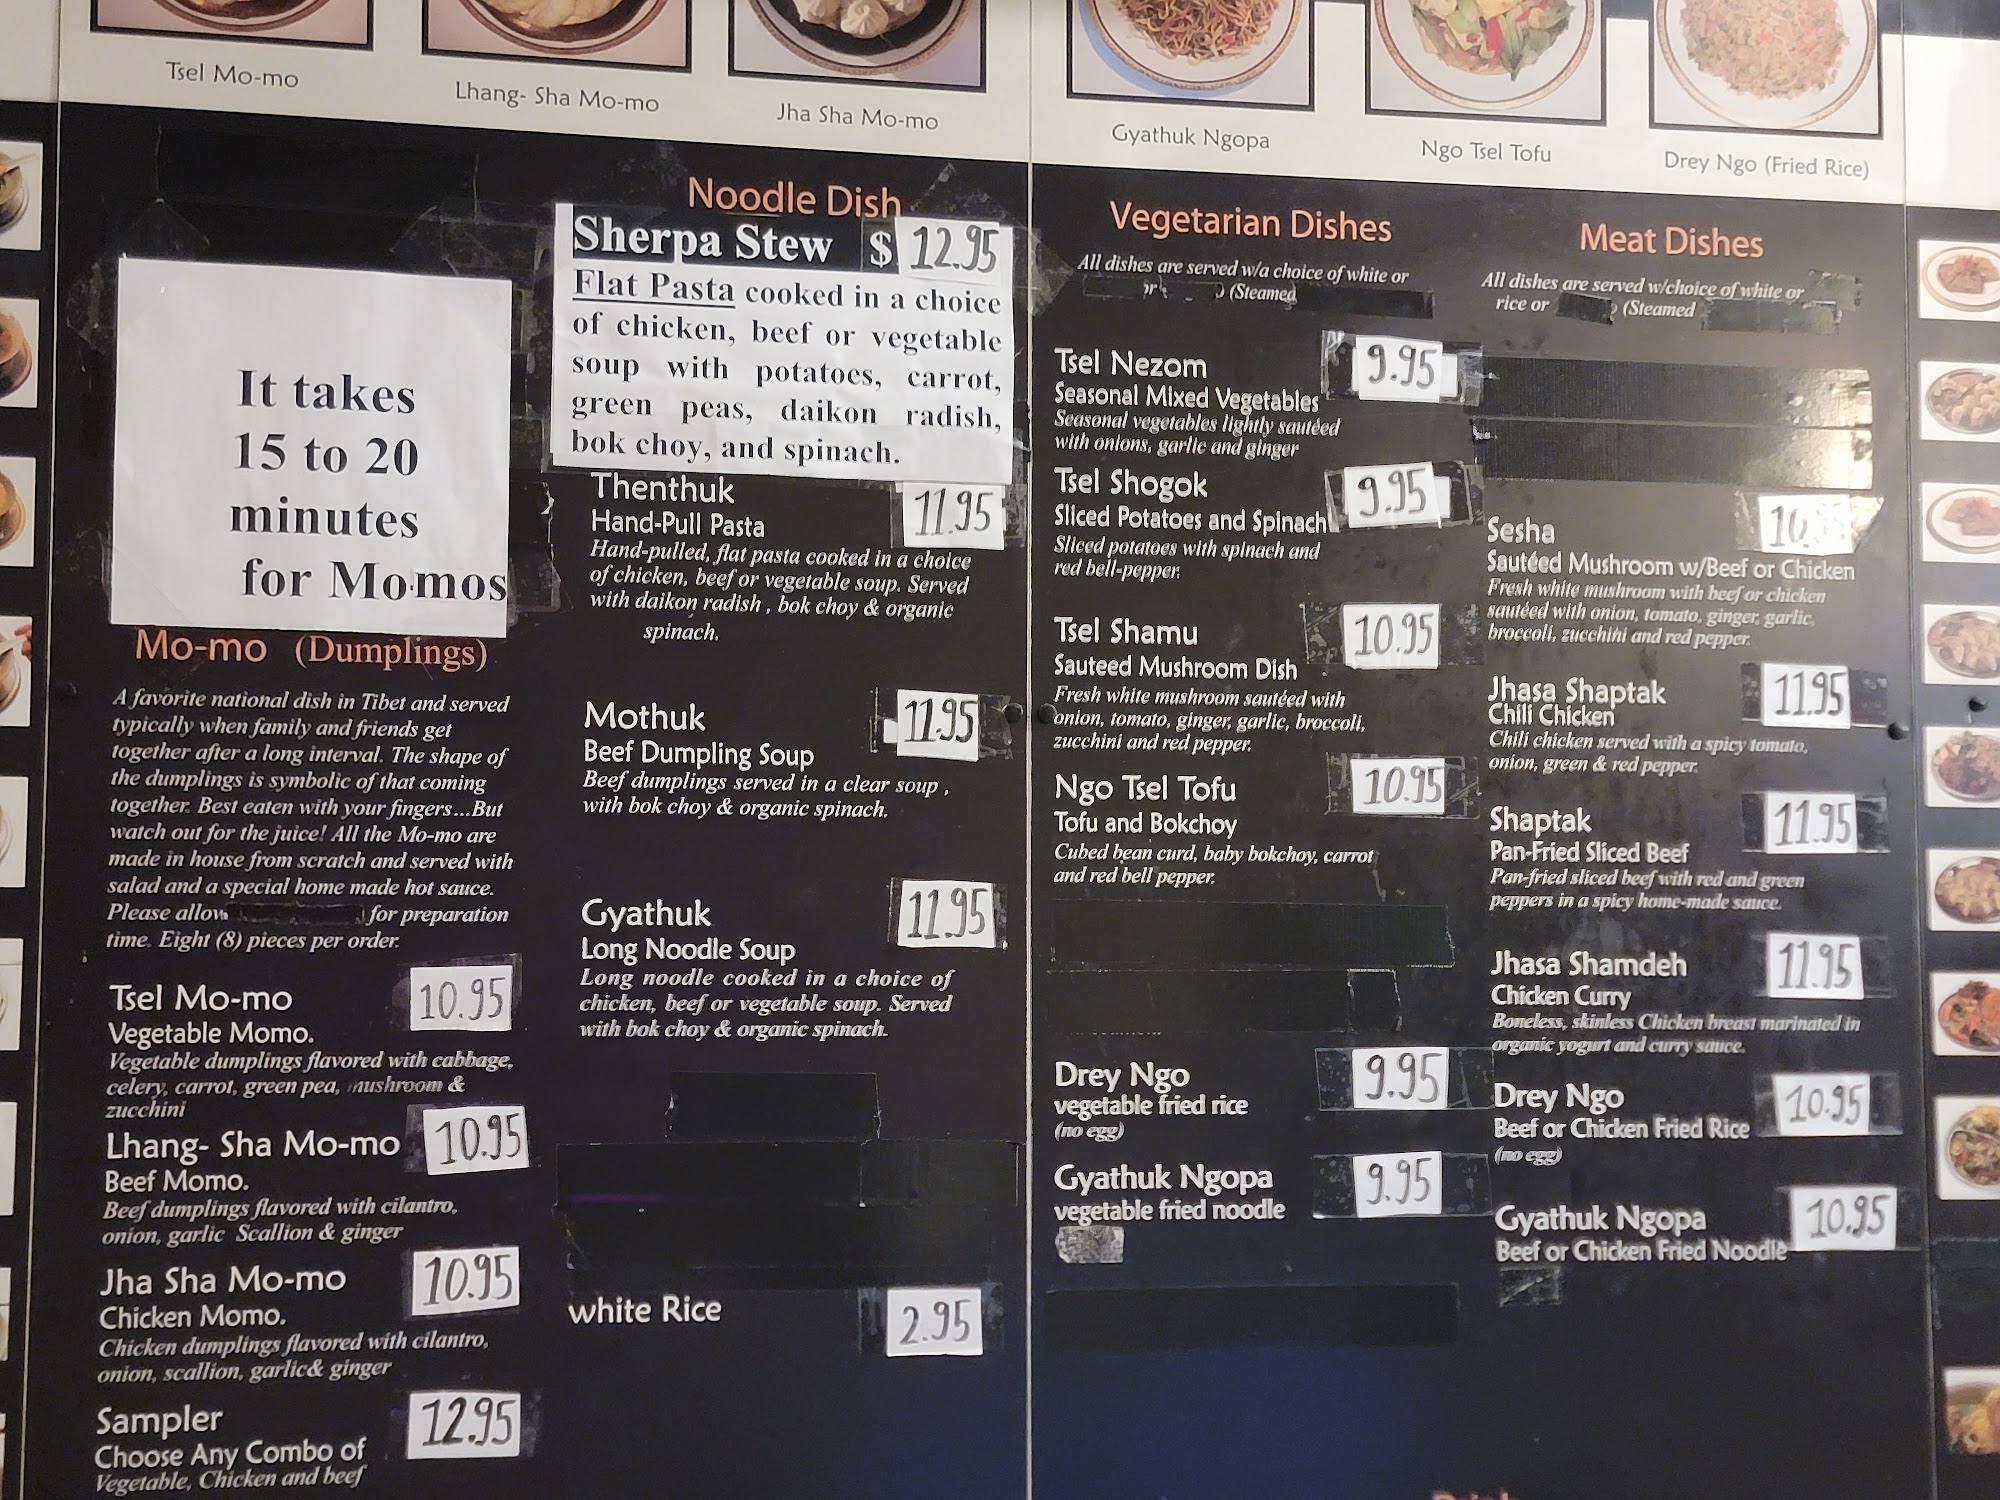 Tsel Mo-mo
Lhang- Sha Mo-mo
Jha Sha Mo-mo
Gyathuk Ngopa
Ngo Tsel Tofu
Drey Ngo (Fried Rice)
It takes
15 to 20
minutes
for Mo-mos
Mo-mo (Dumplings)
A favorite national dish in Tibet and served
typically when family and friends get
together after a long interval. The shape of
the dumplings is symbolic of that coming
together. Best eaten with your fingers...But
watch out for the juice! All the Mo-mo are
made in house from scratch and served with
salad and a special home made hot sauce.
Please allow for preparation
time. Eight (8) pieces per order.
Tsel Mo-mo 10.95
Vegetable Momo.
Vegetable dumplings flavored with cabbage,
celery, carrot, green pea, mushroom &
zucchini
Lhang- Sha Mo-mo 10.95
Beef Momo.
Beef dumplings flavored with cilantro,
onion, garlic Scallion & ginger
Jha Sha Mo-mo 10.95
Chicken Momo.
Chicken dumplings flavored with cilantro,
onion, scallion, garlic& ginger
Sampler 12.95
Choose Any Combo of
Vegetable, Chicken and beef
Noodle Dish
Sherpa Stew $ 12.95
Flat Pasta cooked in a choice
of chicken, beef or vegetable
soup with potatoes, carrot,
green peas, daikon radish,
bok choy, and spinach.
Thenthuk 11.95
Hand-Pull Pasta
Hand-pulled, flat pasta cooked in a choice
of chicken, beef or vegetable soup. Served
with daikon radish , bok choy & organic
spinach.
Mothuk 11.95
Beef Dumpling Soup
Beef dumplings served in a clear soup ,
with bok choy & organic spinach.
Gyathuk 11.95
Long Noodle Soup
Long noodle cooked in a choice of
chicken, beef or vegetable soup. Served
with bok choy & organic spinach.
white Rice 2.95
Vegetarian Dishes
All dishes are served w/a choice of white or
(Steamed
Tsel Nezom 9.95
Seasonal Mixed Vegetables
Seasonal vegetables lightly sautéed
with onions, garlic and ginger
Tsel Shogok 9.95
Sliced Potatoes and Spinach
Sliced potatoes with spinach and
red bell-pepper.
Tsel Shamu 10.95
Sauteed Mushroom Dish
Fresh white mushroom sautéed with
onion, tomato, ginger, garlic, broccoli,
zucchini and red pepper.
Ngo Tsel Tofu 10.95
Tofu and Bokchoy
Cubed bean curd, baby bokchoy, carrot
and red bell pepper.
Drey Ngo 9.95
vegetable fried rice
(no egg)
Gyathuk Ngopa 9.95
vegetable fried noodle
Meat Dishes
All dishes are served w/choice of white or
rice or (Steamed
Sesha 10.
Sautéed Mushroom w/Beef or Chicken
Fresh white mushroom with beef or chicken
sautéed with onion, tomato, ginger, garlic,
broccoli, zucchini and red pepper.
Jhasa Shaptak 11.95
Chili Chicken
Chili chicken served with a spicy tomato,
onion, green & red pepper.
Shaptak 11.95
Pan-Fried Sliced Beef
Pan-fried sliced beef with red and green
peppers in a spicy home-made sauce.
Jhasa Shamdeh 11.95
Chicken Curry
Boneless, skinless Chicken breast marinated in
organic yogurt and curry sauce.
Drey Ngo 10.95
Beef or Chicken Fried Rice
(no egg)
Gyathuk Ngopa 10.95
Beef or Chicken Fried Noodle